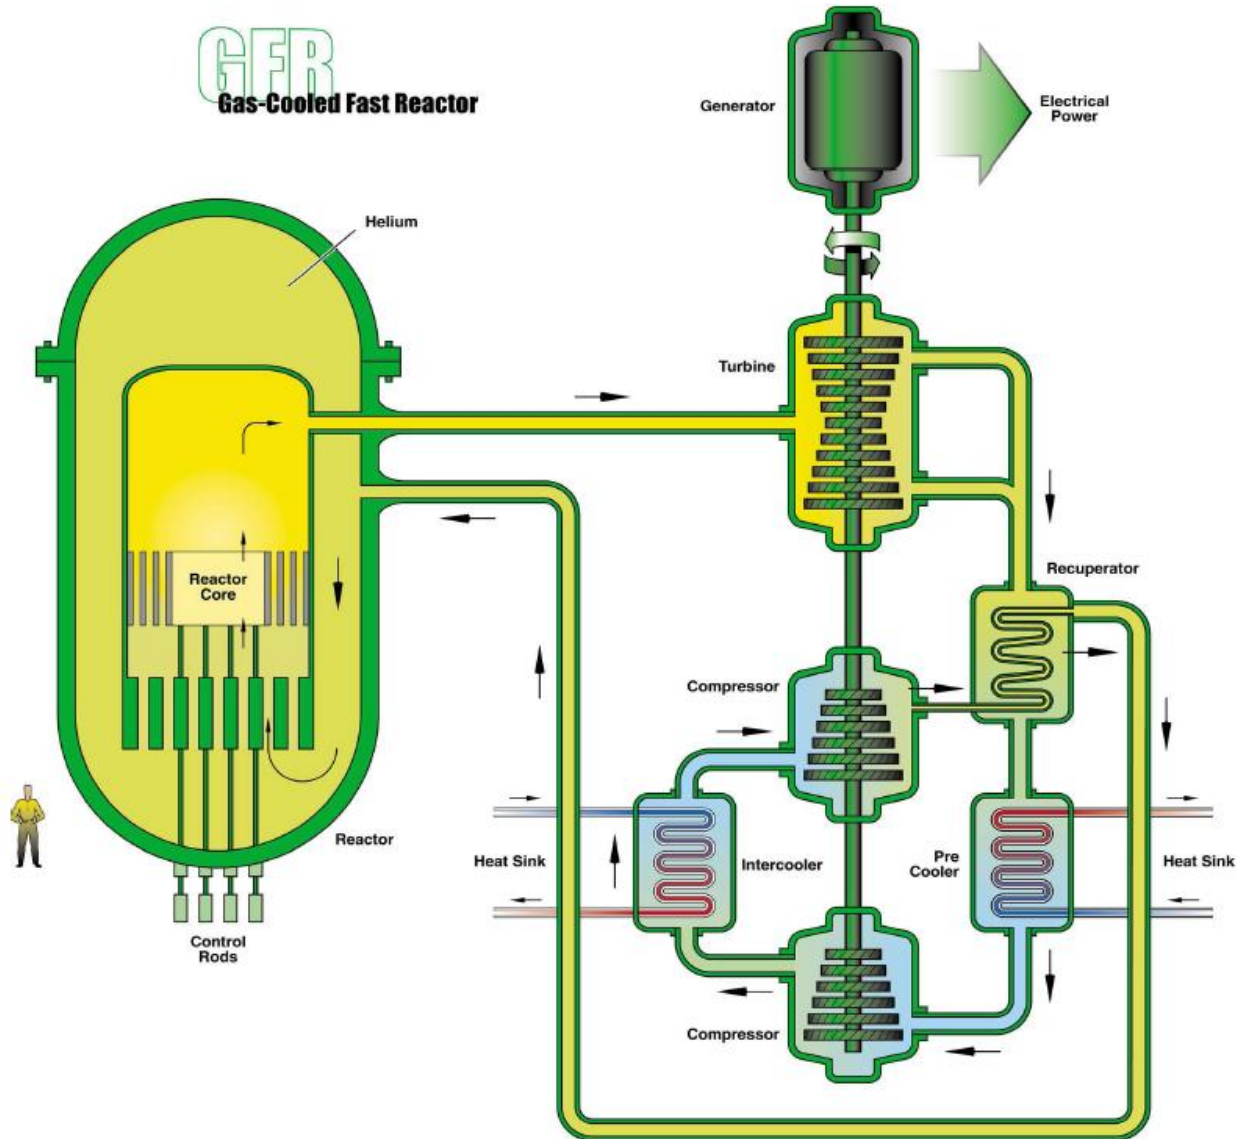 GFR
Gas-Cooled Fast Reactor
Generator
Electrical
Power
Helium
Turbine
Recuperator
Reactor
Core
Compressor
Reactor
Heat Sink
Intercooler
Pre
Cooler
Heat Sink
Control
Rods
Compressor